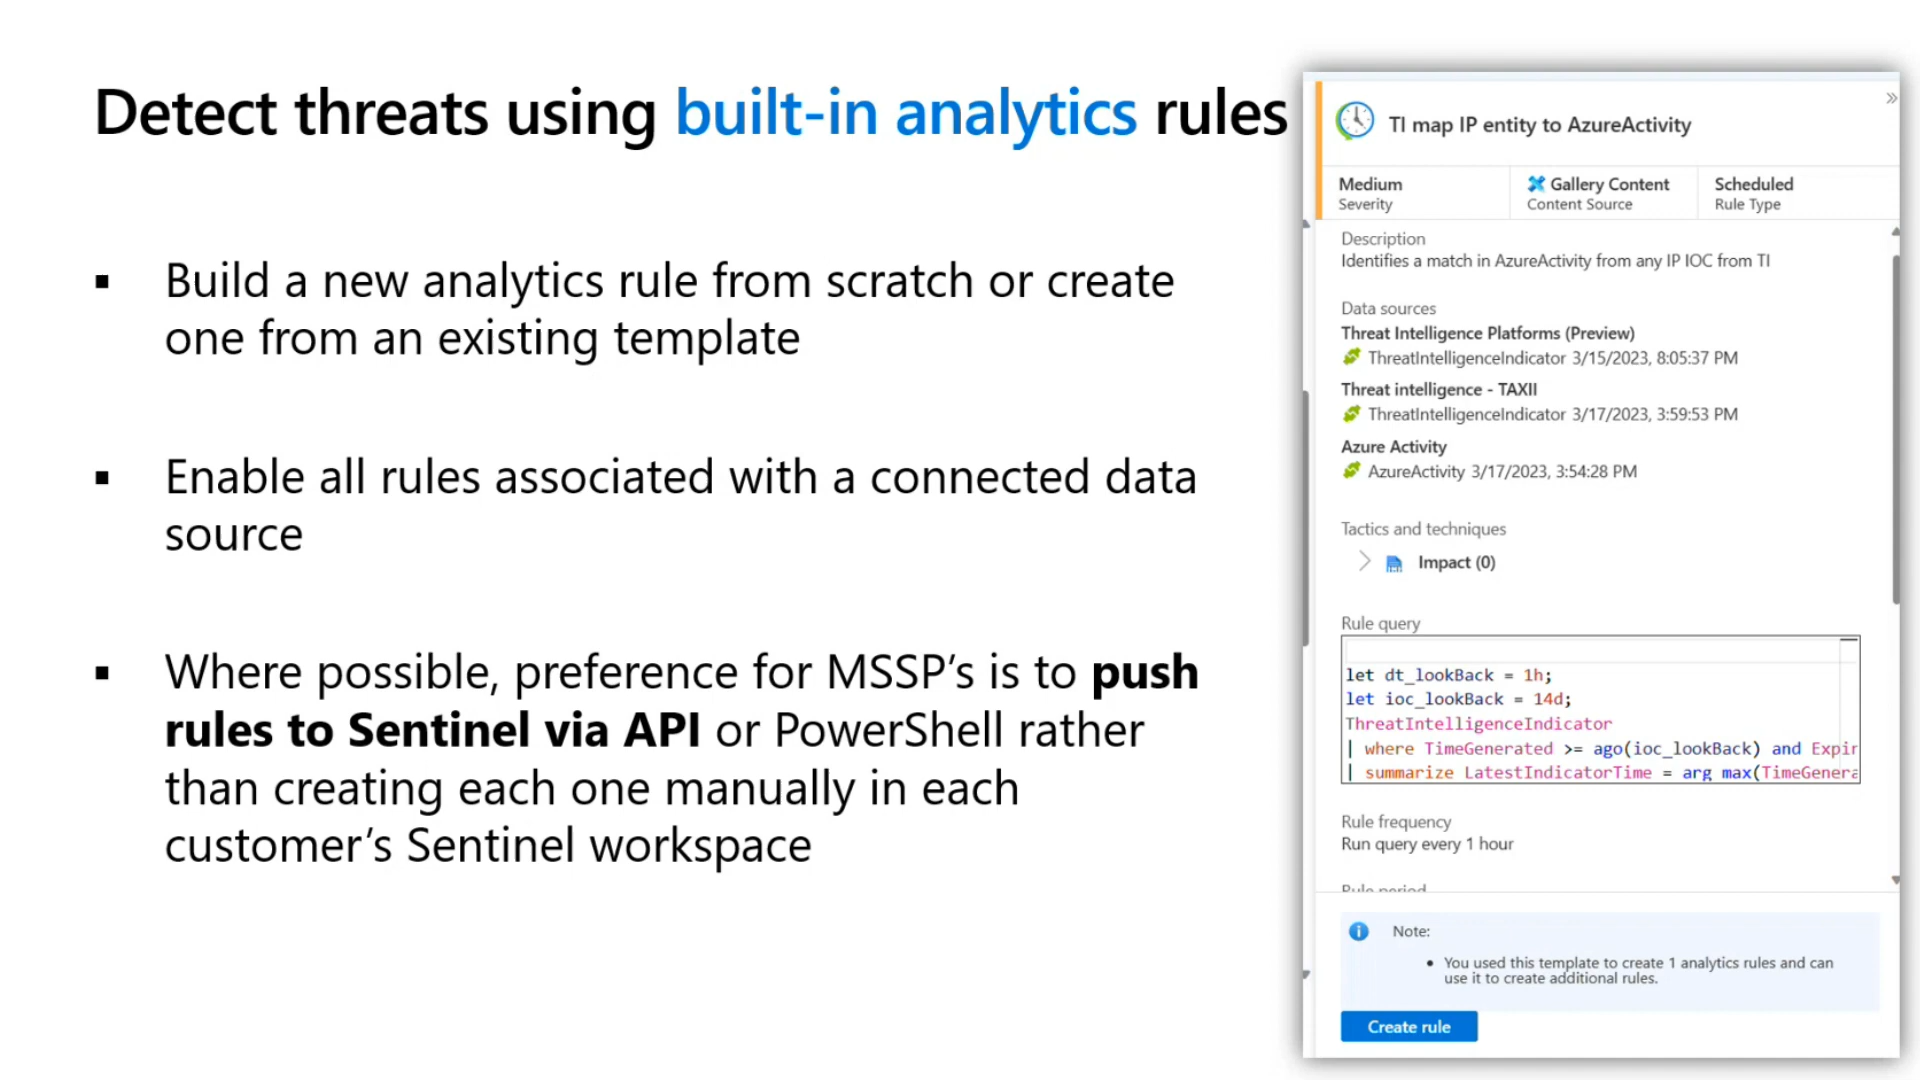 Detect threats using built-in analytics rules
▪ Build a new analytics rule from scratch or create
one from an existing template
▪ Enable all rules associated with a connected data
source
▪ Where possible, preference for MSSP’s is to push
rules to Sentinel via API or PowerShell rather
than creating each one manually in each
customer’s Sentinel workspace
TI map IP entity to AzureActivity
Medium
Severity
Gallery Content
Content Source
Scheduled
Rule Type
Description
Identifies a match in AzureActivity from any IP IOC from TI
Data sources
Threat Intelligence Platforms (Preview)
ThreatIntelligenceIndicator 3/15/2023, 8:05:37 PM
Threat intelligence - TAXII
ThreatIntelligenceIndicator 3/17/2023, 3:59:53 PM
Azure Activity
AzureActivity 3/17/2023, 3:54:28 PM
Tactics and techniques
Impact (0)
Rule query
let dt_lookBack = 1h;
let ioc_lookBack = 14d;
ThreatIntelligenceIndicator
| where TimeGenerated >= ago(ioc_lookBack) and Expir
| summarize LatestIndicatorTime = arg_max(TimeGenera
Rule frequency
Run query every 1 hour
Rule period
Note:
• You used this template to create 1 analytics rules and can
use it to create additional rules.
Create rule